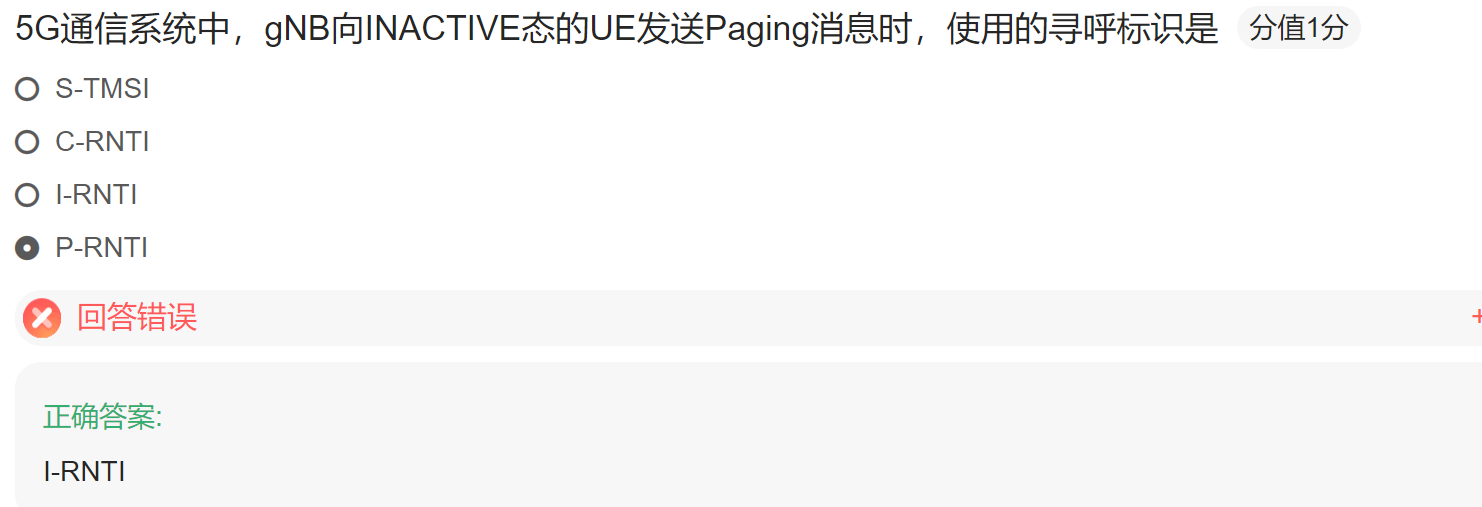 5G通信系统中，gNB向INACTIVE态的UE发送Paging消息时，使用的寻呼标识是 分值1分
S-TMSI
C-RNTI
I-RNTI
P-RNTI
回答错误 +
正确答案:
I-RNTI